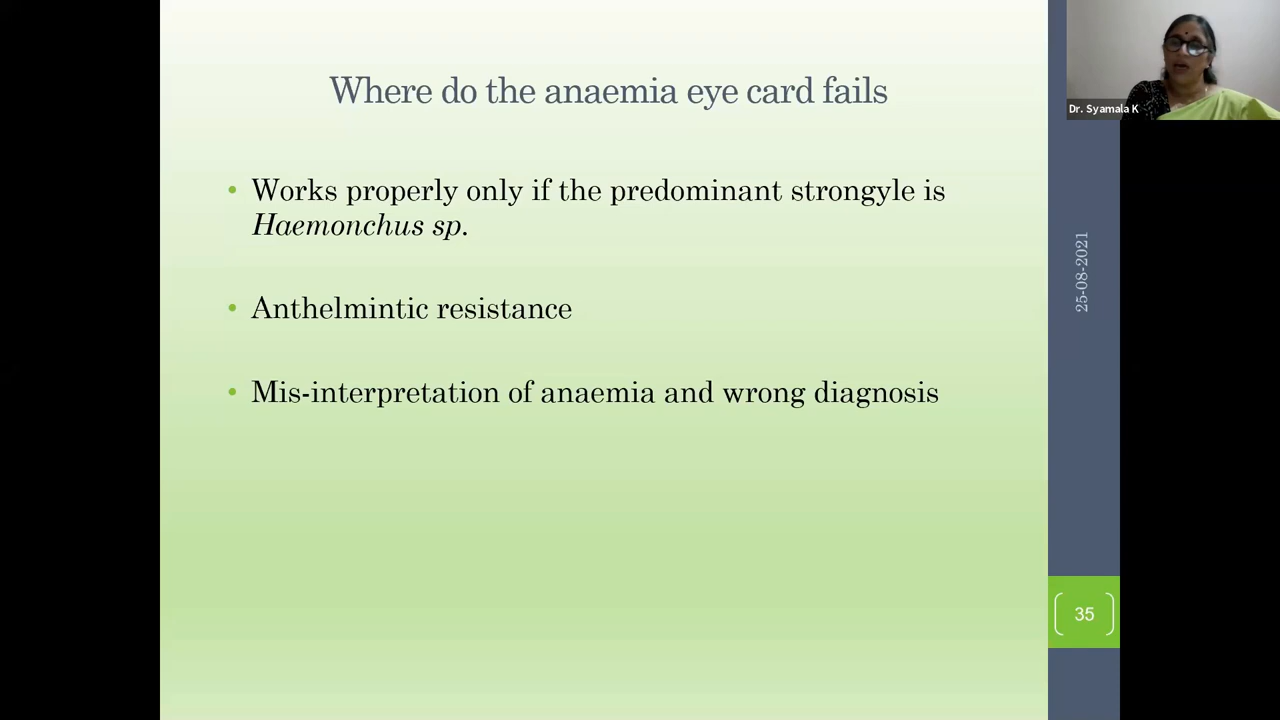 Where do the anaemia eye card fails
Dr. Syamala K
• Works properly only if the predominant strongyle is
Haemonchus sp.
• Anthelmintic resistance
• Mis-interpretation of anaemia and wrong diagnosis
25-08-2021
35